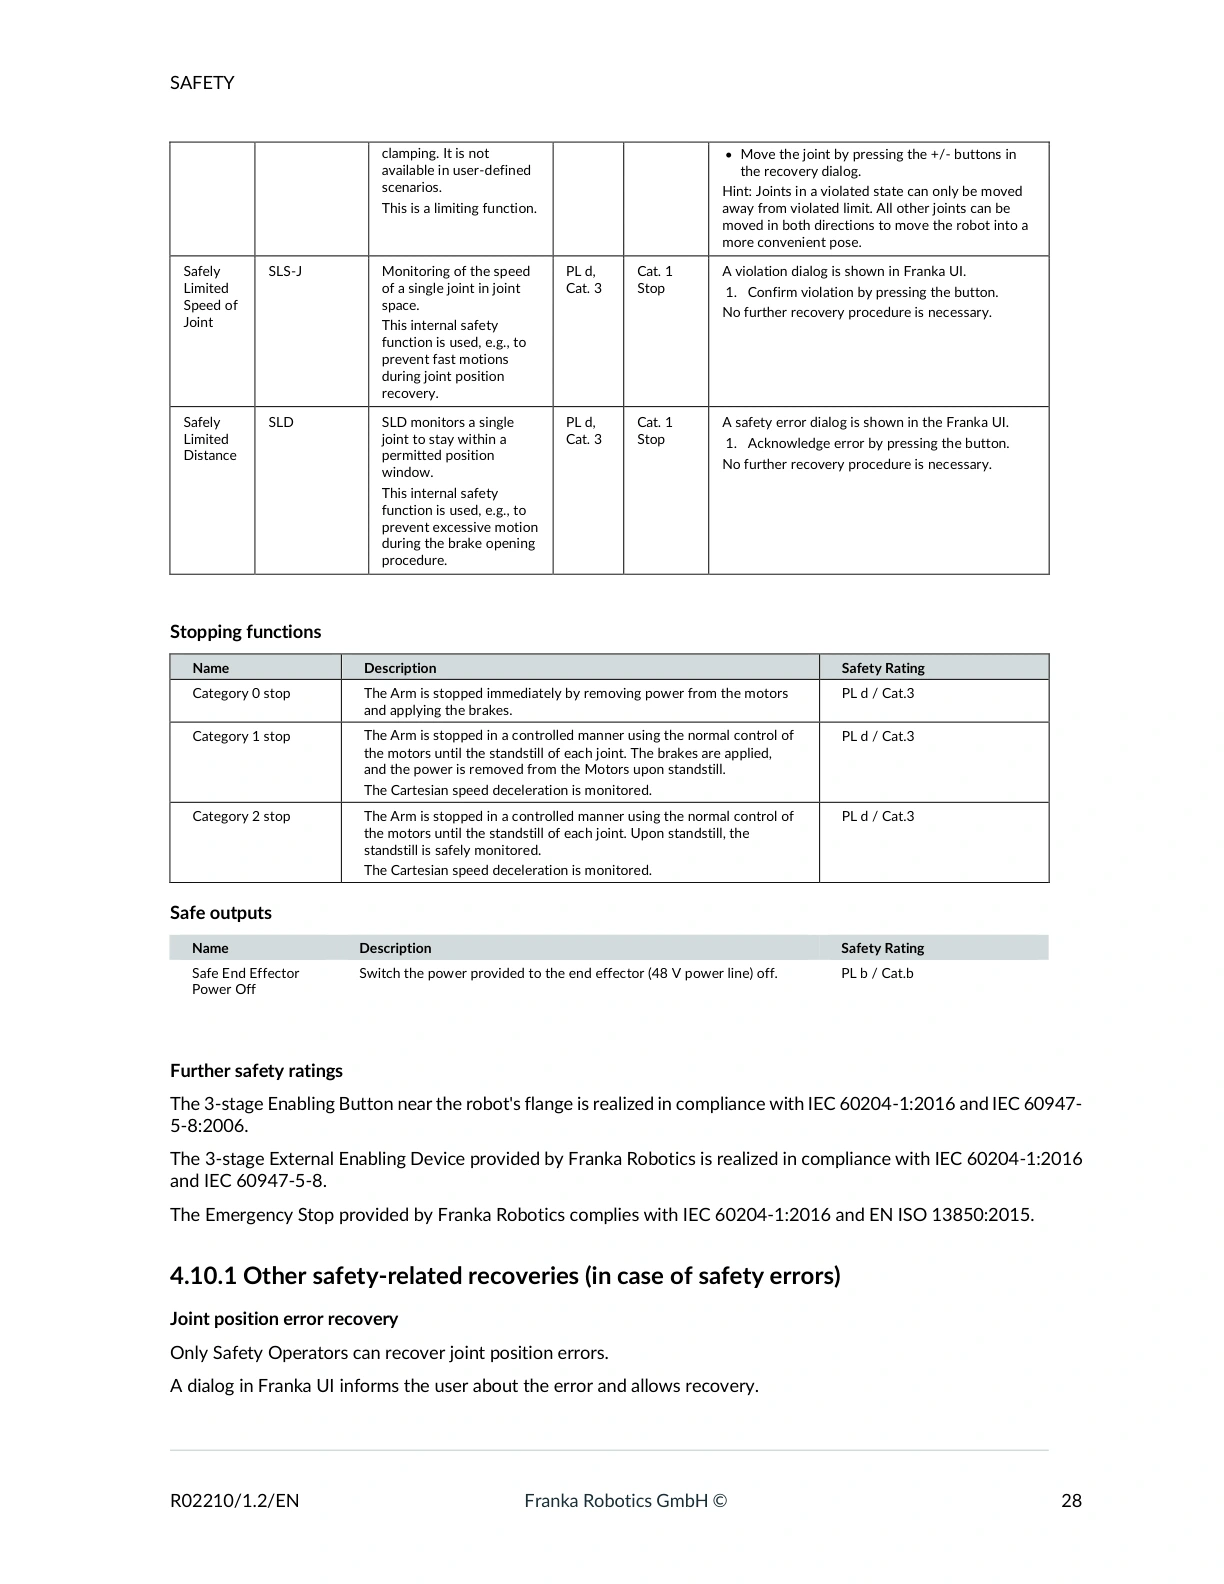 SAFETY
clamping. It is not
available in user-defined
scenarios.
This is a limiting function.
• Move the joint by pressing the +/- buttons in
the recovery dialog.
Hint: Joints in a violated state can only be moved
away from violated limit. All other joints can be
moved in both directions to move the robot into a
more convenient pose.
Safely
Limited
Speed of
Joint
SLS-J
Monitoring of the speed
of a single joint in joint
space.
This internal safety
function is used, e.g., to
prevent fast motions
during joint position
recovery.
PL d,
Cat. 3
Cat. 1
Stop
A violation dialog is shown in Franka UI.
1. Confirm violation by pressing the button.
No further recovery procedure is necessary.
Safely
Limited
Distance
SLD
SLD monitors a single
joint to stay within a
permitted position
window.
This internal safety
function is used, e.g., to
prevent excessive motion
during the brake opening
procedure.
PL d,
Cat. 3
Cat. 1
Stop
A safety error dialog is shown in the Franka UI.
1. Acknowledge error by pressing the button.
No further recovery procedure is necessary.
Stopping functions
Name Description Safety Rating
Category 0 stop
The Arm is stopped immediately by removing power from the motors
and applying the brakes.
PL d / Cat.3
Category 1 stop
The Arm is stopped in a controlled manner using the normal control of
the motors until the standstill of each joint. The brakes are applied,
and the power is removed from the Motors upon standstill.
The Cartesian speed deceleration is monitored.
PL d / Cat.3
Category 2 stop
The Arm is stopped in a controlled manner using the normal control of
the motors until the standstill of each joint. Upon standstill, the
standstill is safely monitored.
The Cartesian speed deceleration is monitored.
PL d / Cat.3
Safe outputs
Name Description Safety Rating
Safe End Effector
Power Off
Switch the power provided to the end effector (48 V power line) off.
PL b / Cat.b
Further safety ratings
The 3-stage Enabling Button near the robot's flange is realized in compliance with IEC 60204-1:2016 and IEC 60947-
5-8:2006.
The 3-stage External Enabling Device provided by Franka Robotics is realized in compliance with IEC 60204-1:2016
and IEC 60947-5-8.
The Emergency Stop provided by Franka Robotics complies with IEC 60204-1:2016 and EN ISO 13850:2015.
4.10.1 Other safety-related recoveries (in case of safety errors)
Joint position error recovery
Only Safety Operators can recover joint position errors.
A dialog in Franka UI informs the user about the error and allows recovery.
R02210/1.2/EN Franka Robotics GmbH © 28